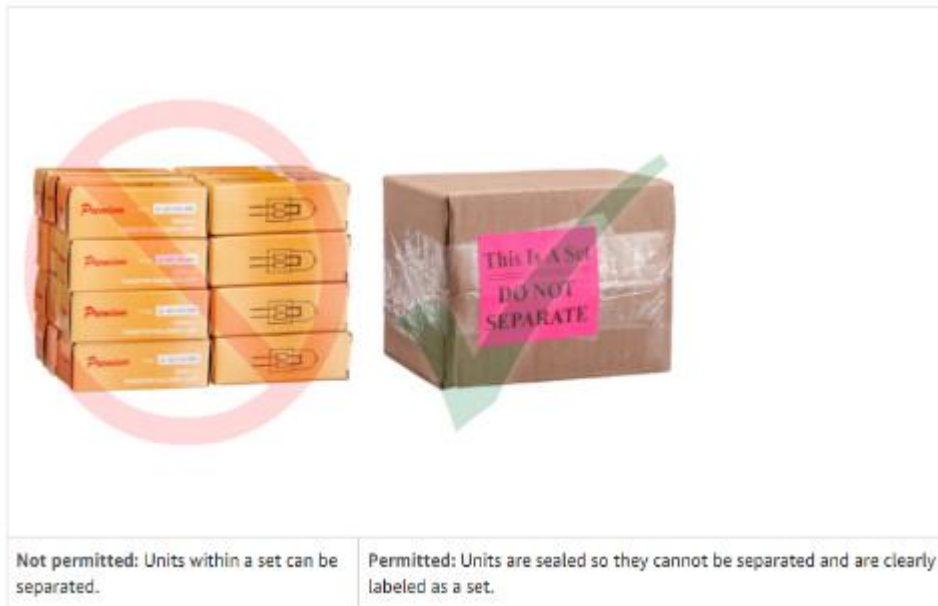 Premium
Premium
Premium
Premium
This Is A Set
DO NOT
SEPARATE
Not permitted: Units within a set can be
separated.
Permitted: Units are sealed so they cannot be separated and are clearly
labeled as a set.